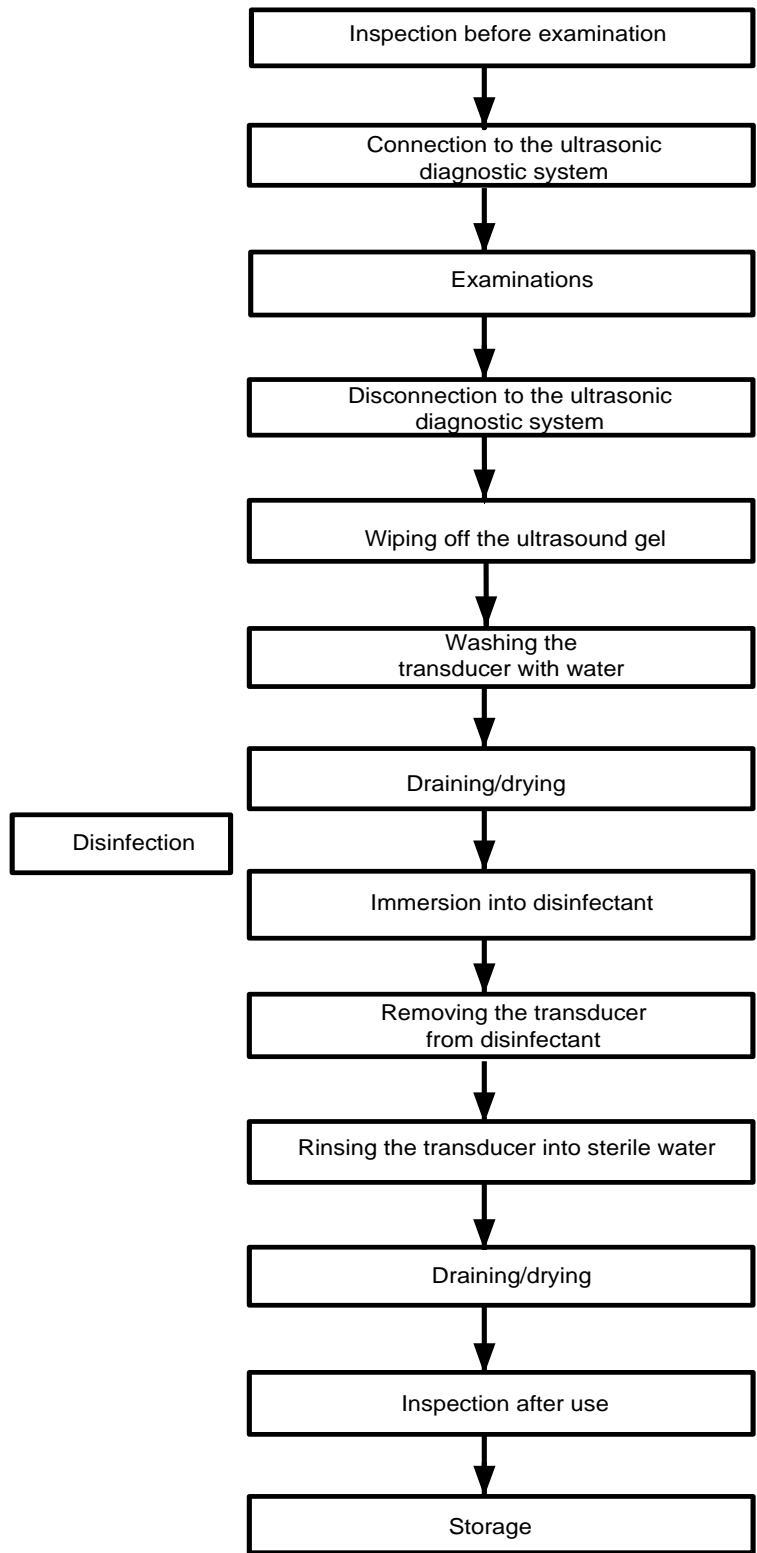 Inspection before examination
Connection to the ultrasonic
diagnostic system
Examinations
Disconnection to the ultrasonic
diagnostic system
Wiping off the ultrasound gel
Washing the
transducer with water
Draining/drying
Disinfection
Immersion into disinfectant
Removing the transducer
from disinfectant
Rinsing the transducer into sterile water
Draining/drying
Inspection after use
Storage